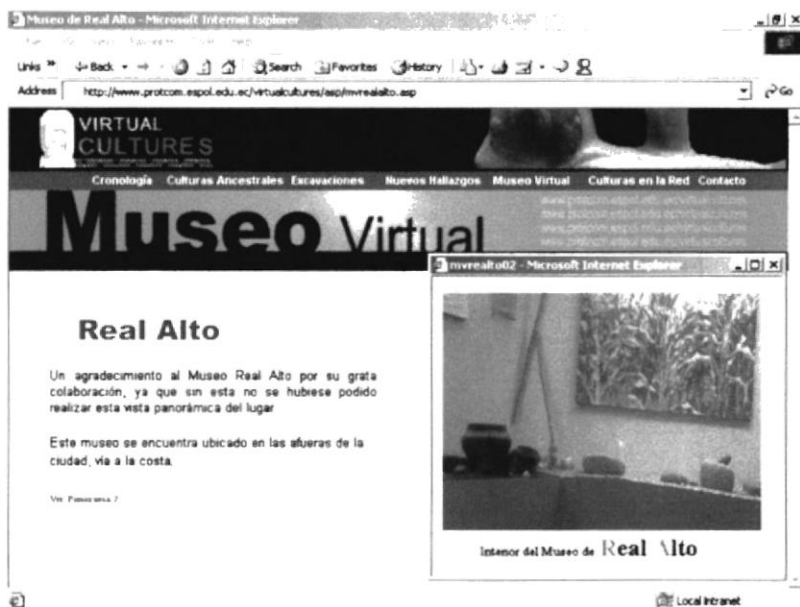 Museo de Real Alto - Microsoft Internet Explorer
Links » Back Search Favorites History
Address http://www.protcom.espol.edu.ec/virtualcultures/asp/mvrealalto.asp Go
VIRTUAL
CULTURES
Cronología Culturas Ancestrales Excavaciones Nuevos Hallazgos Museo Virtual Culturas en la Red Contacto
Museo Virtual
mvrealto02 - Microsoft Internet Explorer
Real Alto
Un agradecimiento al Museo Real Alto por su grata
colaboración, ya que sin esta no se hubiese podido
realizar esta vista panorámica del lugar
Este museo se encuentra ubicado en las afueras de la
ciudad, vía a la costa.
Interior del Museo de Real Alto
Local intranet